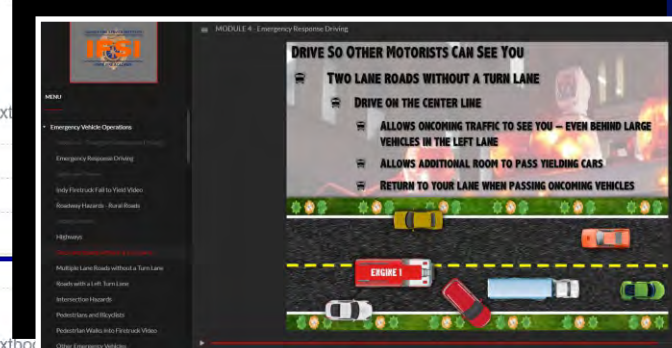 IFSI
MENU
Emergency Vehicle Operations
Emergency Response Driving
Indy Firetruck Fail to Yield Video
Roadway Hazards - Rural Roads
Highways
Multiple Lane Roads without a Turn Lane
Roads with a Left Turn Lane
Intersection Hazards
Pedestrians and Bicyclists
Pedestrian Walks Into Firetruck Video
Other Emergency Vehicles
MODULE 4 Emergency Response Driving
DRIVE SO OTHER MOTORISTS CAN SEE YOU
TWO LANE ROADS WITHOUT A TURN LANE
DRIVE ON THE CENTER LINE
ALLOWS ONCOMING TRAFFIC TO SEE YOU – EVEN BEHIND LARGE
VEHICLES IN THE LEFT LANE
ALLOWS ADDITIONAL ROOM TO PASS YIELDING CARS
RETURN TO YOUR LANE WHEN PASSING ONCOMING VEHICLES
ENGINE 1